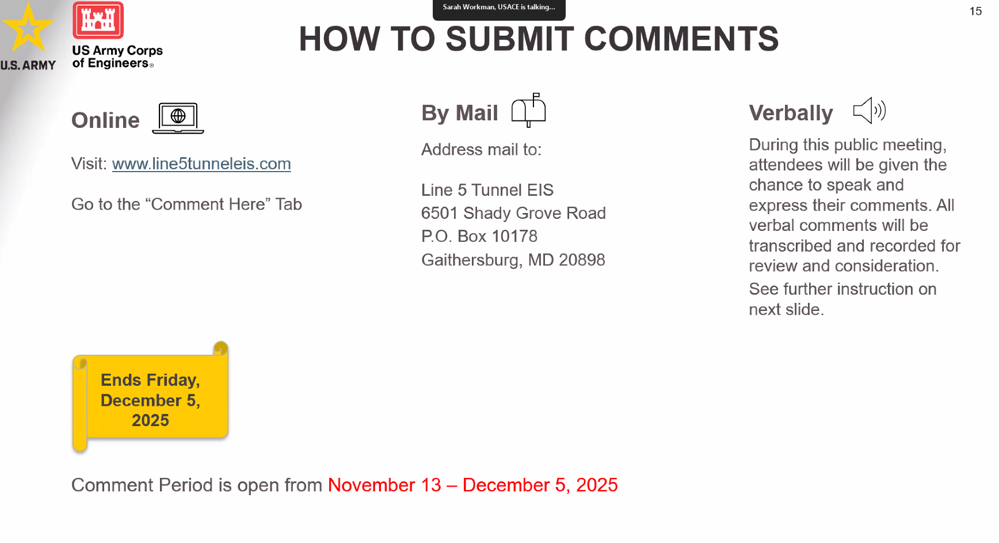 Sarah Workman, USACE is talking...
15
U.S. ARMY
US Army Corps
of Engineers®
HOW TO SUBMIT COMMENTS
Online
Visit: www.line5tunneleis.com
Go to the “Comment Here” Tab
By Mail
Address mail to:
Line 5 Tunnel EIS
6501 Shady Grove Road
P.O. Box 10178
Gaithersburg, MD 20898
Verbally
During this public meeting,
attendees will be given the
chance to speak and
express their comments. All
verbal comments will be
transcribed and recorded for
review and consideration.
See further instruction on
next slide.
Ends Friday,
December 5,
2025
Comment Period is open from November 13 – December 5, 2025